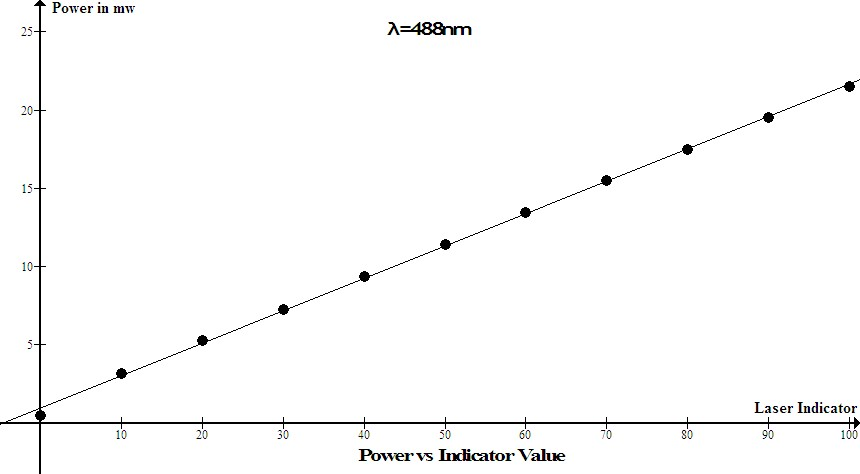 Power in mw
λ=488nm
25
20
15
10
5
Laser Indicator
10 20 30 40 50 60 70 80 90 100
Power vs Indicator Value